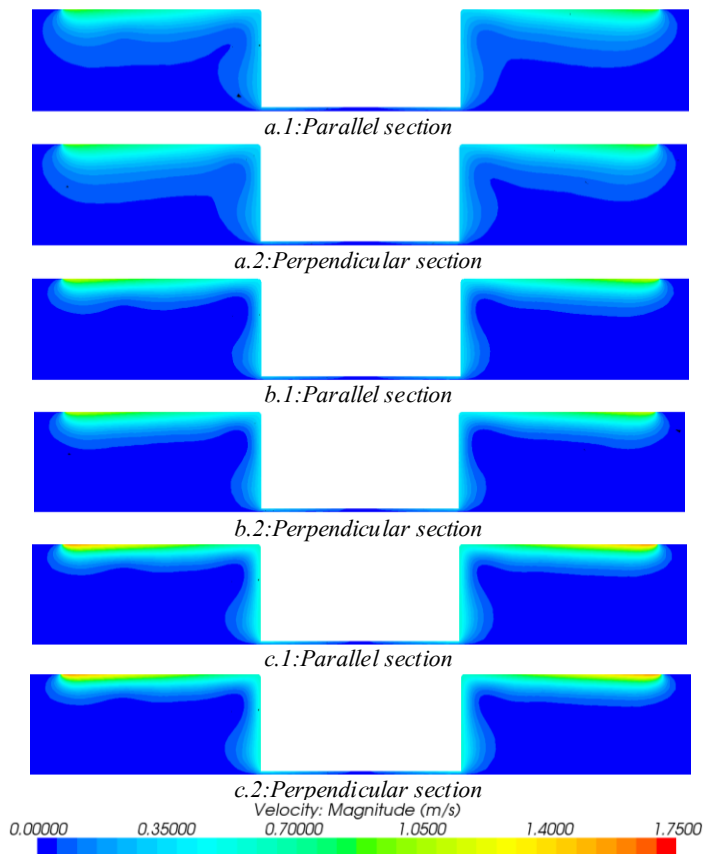 a.1:Parallel section
a.2:Perpendicular section
b.1:Parallel section
b.2:Perpendicular section
c.1:Parallel section
c.2:Perpendicular section
Velocity: Magnitude (m/s)
0.00000 0.35000 0.70000 1.0500 1.4000 1.7500